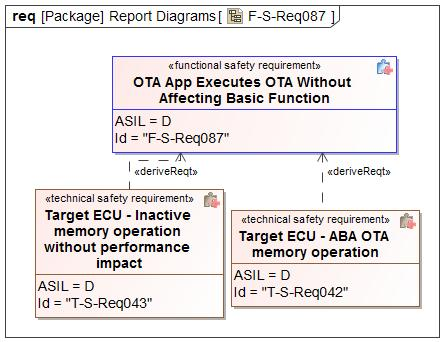 req [Package] Report Diagrams [ F-S-Req087 ]
«functional safety requirement»
OTA App Executes OTA Without
Affecting Basic Function
ASIL = D
Id = "F-S-Req087"
«deriveReqt»
«deriveReqt»
«technical safety requirement»
Target ECU - Inactive
memory operation
without performance
impact
ASIL = D
Id = "T-S-Req043"
«technical safety requirement»
Target ECU - ABA OTA
memory operation
ASIL = D
Id = "T-S-Req042"